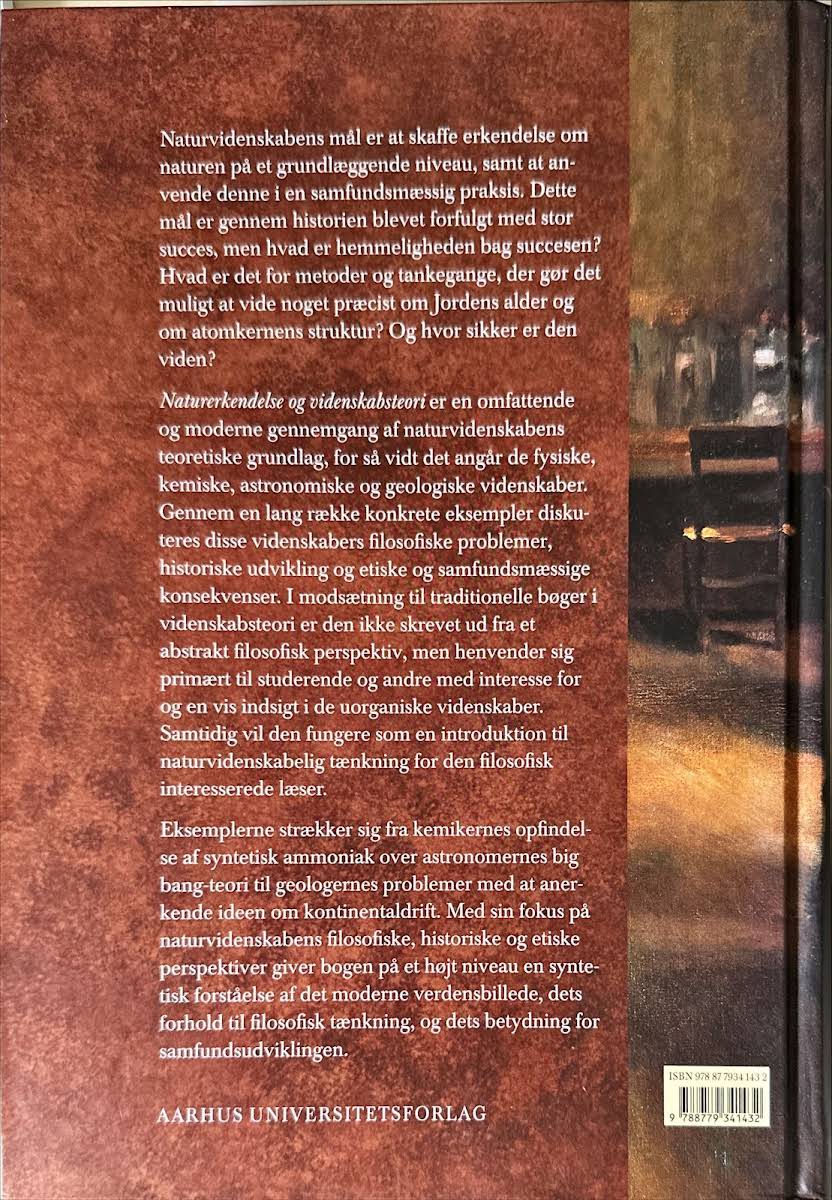 Naturvidenskabens mål er at skaffe erkendelse om
naturen på et grundlæggende niveau, samt at an-
vende denne i en samfundsmæssig praksis. Dette
mål er gennem historien blevet forfulgt med stor
succes, men hvad er hemmeligheden bag succesen?
Hvad er det for metoder og tankegange, der gør det
muligt at vide noget præcist om Jordens alder og
om atomkernens struktur? Og hvor sikker er den
viden?
Naturerkendelse og videnskabsteori er en omfattende
og moderne gennemgang af naturvidenskabens
teoretiske grundlag, for så vidt det angår de fysiske,
kemiske, astronomiske og geologiske videnskaber.
Gennem en lang række konkrete eksempler disku-
teres disse videnskabers filosofiske problemer,
historiske udvikling og etiske og samfundsmæssige
konsekvenser. I modsætning til traditionelle bøger i
videnskabsteori er den ikke skrevet ud fra et
abstrakt filosofisk perspektiv, men henvender sig
primært til studerende og andre med interesse for
og en vis indsigt i de uorganiske videnskaber.
Samtidig vil den fungere som en introduktion til
naturvidenskabelig tænkning for den filosofisk
interesserede læser.
Eksemplerne strækker sig fra kemikernes opfindel-
se af syntetisk ammoniak over astronomernes big
bang-teori til geologernes problemer med at aner-
kende ideen om kontinentaldrift. Med sin fokus på
naturvidenskabens filosofiske, historiske og etiske
perspektiver giver bogen på et højt niveau en synte-
tisk forståelse af det moderne verdensbillede, dets
forhold til filosofisk tænkning, og dets betydning for
samfundsudviklingen.
AARHUS UNIVERSITETSFORLAG
ISBN 978 87 7934 143 2
9 788779 341432